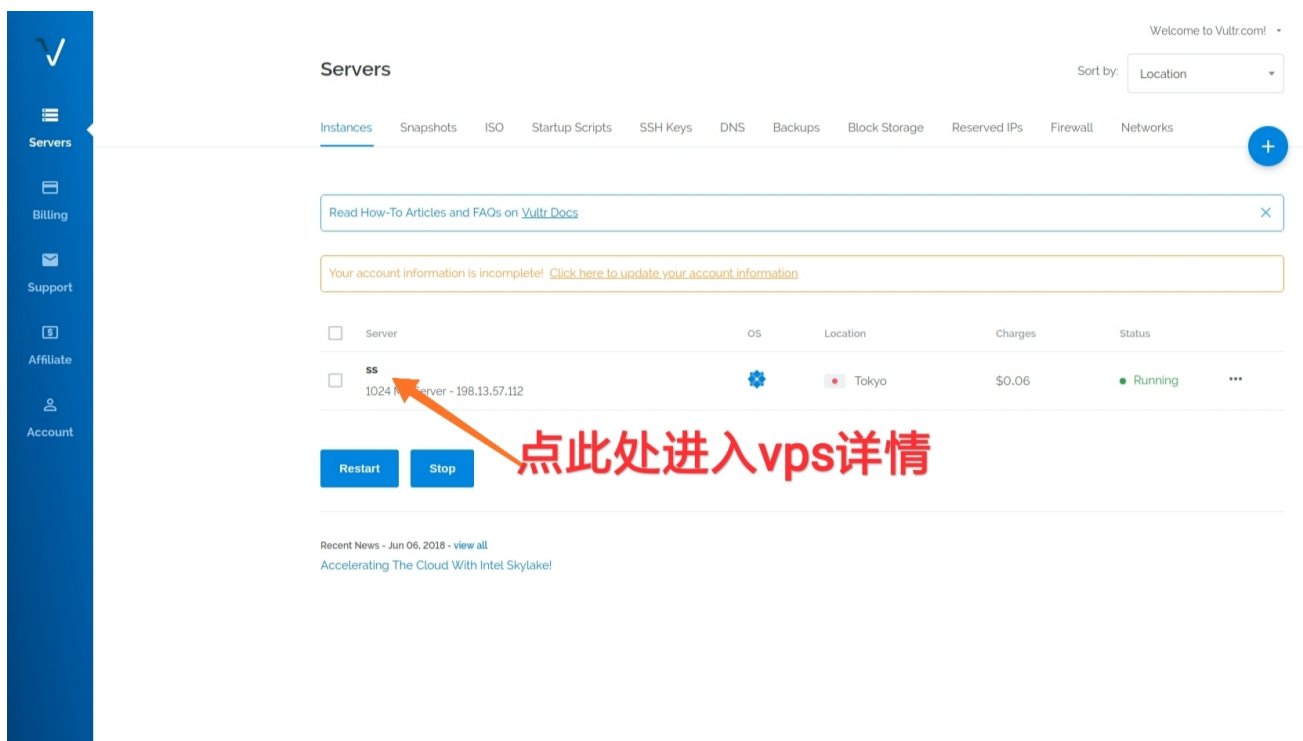 Welcome to Vultr.com!
Servers
Sort by: Location
Instances Snapshots ISO Startup Scripts SSH Keys DNS Backups Block Storage Reserved IPs Firewall Networks
Servers
Billing
Support
Affiliate
Account
Read How-To Articles and FAQs on Vultr Docs
Your account information is incomplete! Click here to update your account information
Server OS Location Charges Status
ss
1024 Server - 198.13.57.112 Tokyo $0.06 Running
点此处进入vps详情
Restart Stop
Recent News - Jun 06, 2018 - view all
Accelerating The Cloud With Intel Skylake!